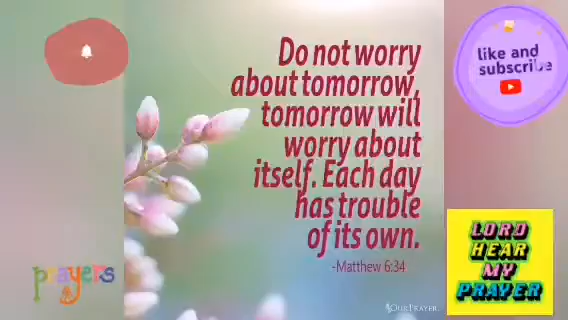 Do not worry
about tomorrow,
tomorrow will
worry about
itself. Each day
has trouble
of its own.
-Matthew 6:34
OURPRAYER
like and
subscribe
prayers
LORD
HEAR
MY
PRAYER